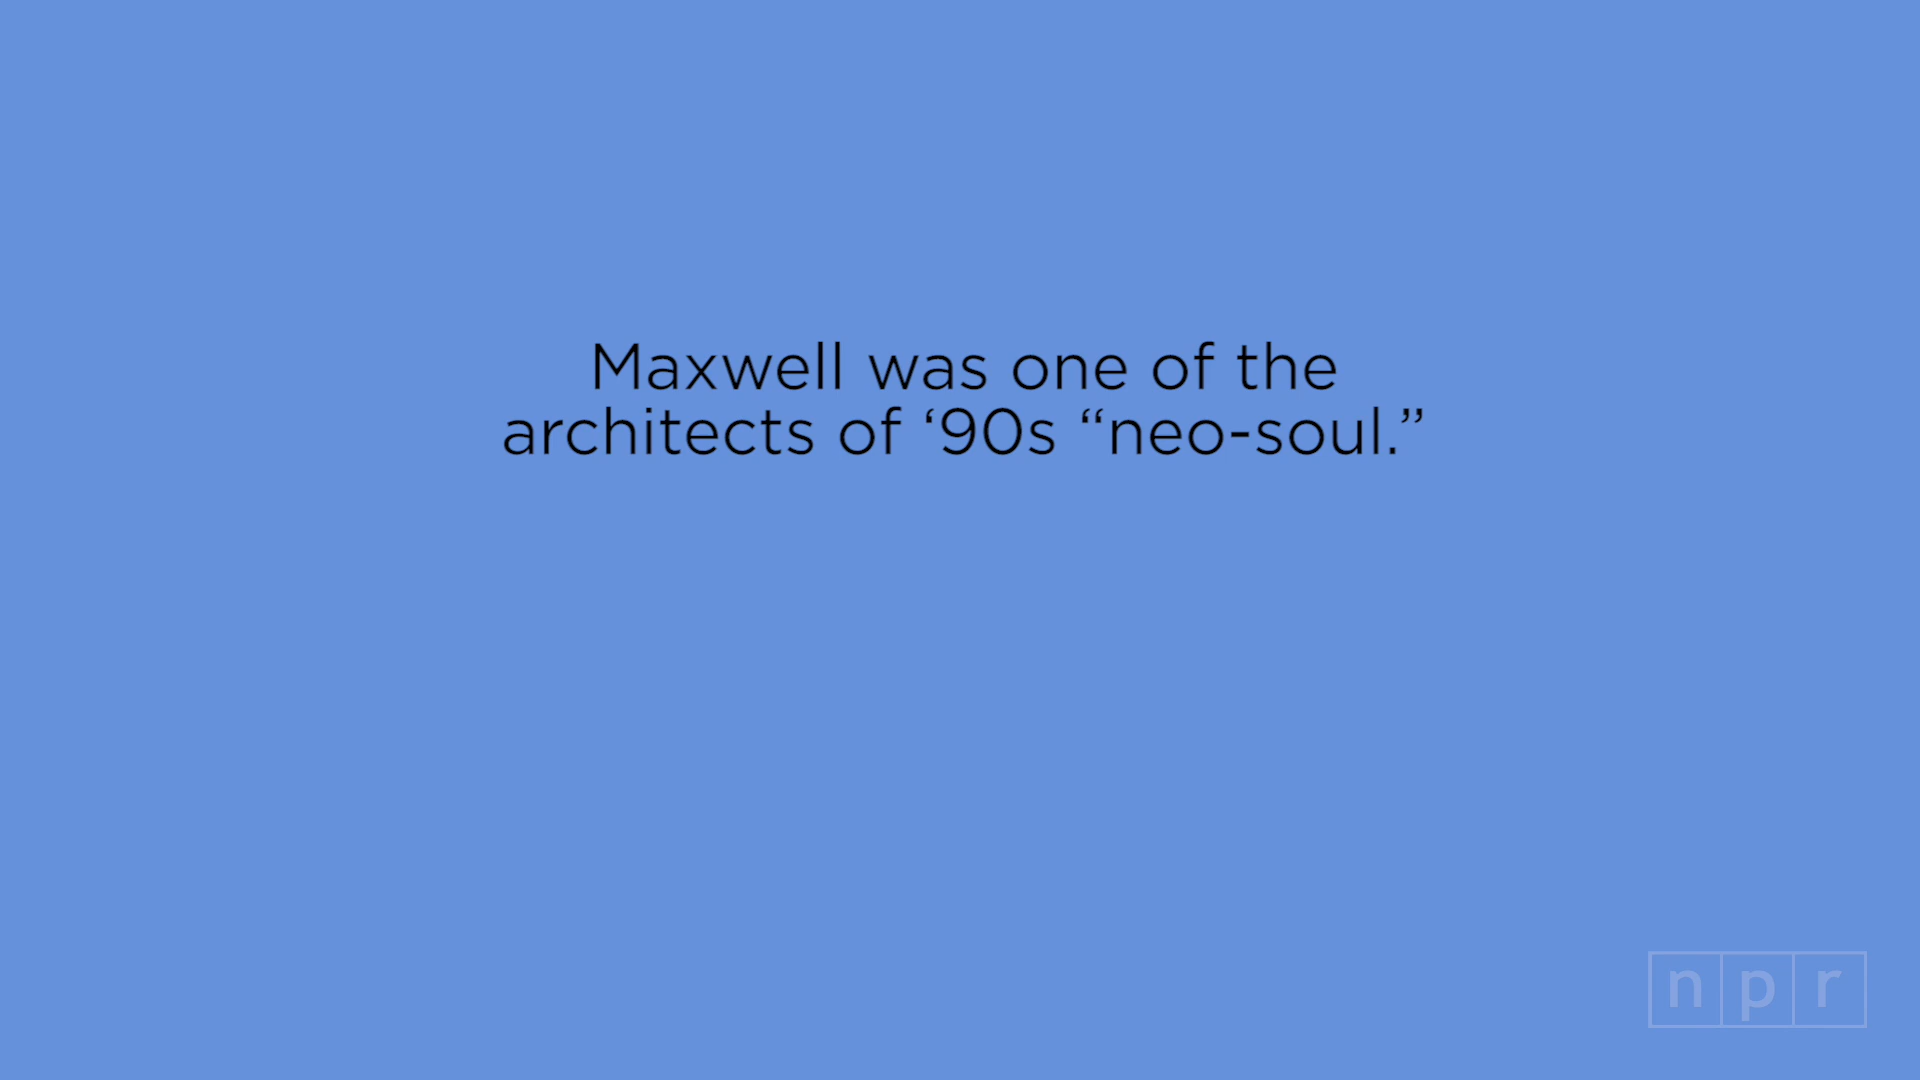 Maxwell was one of the
architects of ‘90s “neo-soul.”
npr